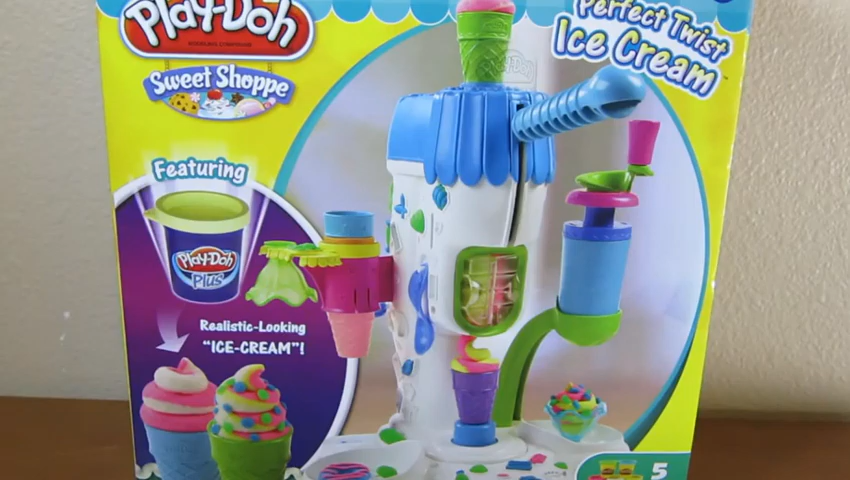 PLAY-DOH
Sweet Shoppe
Perfect Twist
Ice Cream
Featuring
PLAY-DOH
Plus
Realistic-Looking
"ICE-CREAM"!
5